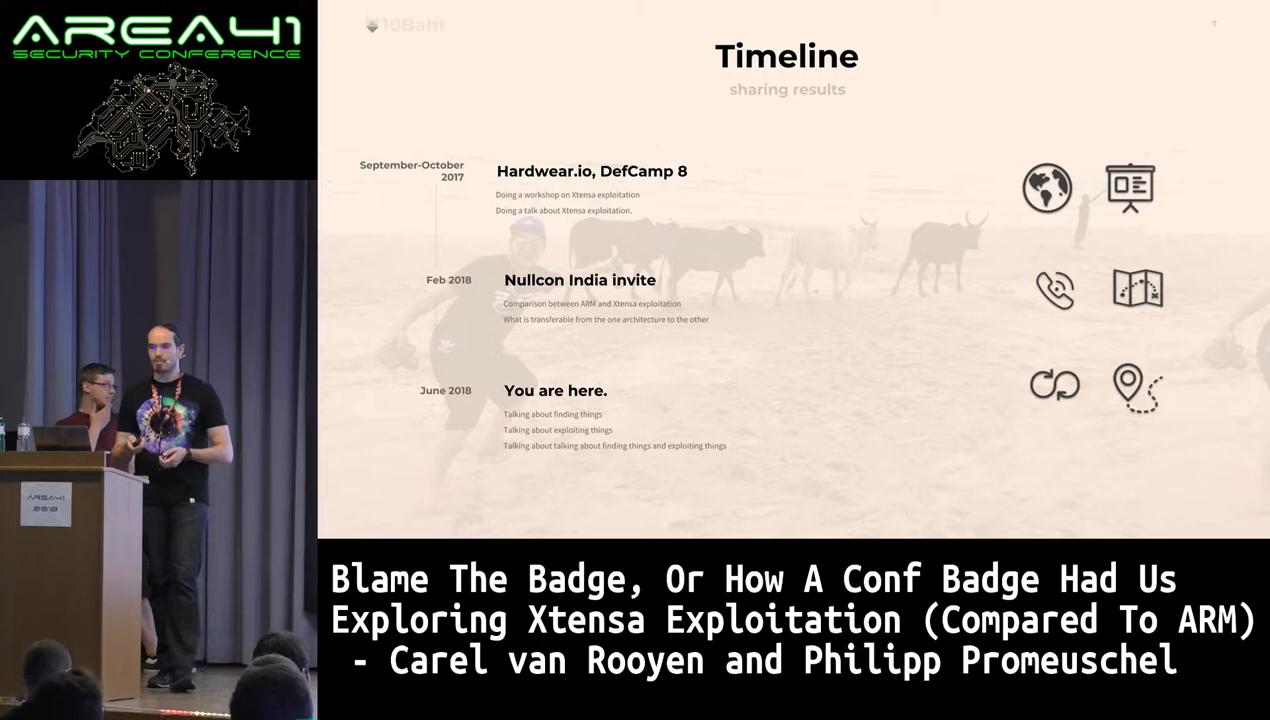 AREA41
SECURITY CONFERENCE
10Baht
7
Timeline
sharing results
September-October
2017
Hardwear.io, DefCamp 8
Doing a workshop on Xtensa exploitation
Doing a talk about Xtensa exploitation.
Feb 2018
Nullcon India invite
Comparison between ARM and Xtensa exploitation
What is transferable from the one architecture to the other
June 2018
You are here.
Talking about finding things
Talking about exploiting things
Talking about talking about finding things and exploiting things
AREA41
2018
Blame The Badge, Or How A Conf Badge Had Us
Exploring Xtensa Exploitation (Compared To ARM)
- Carel van Rooyen and Philipp Promeuschel